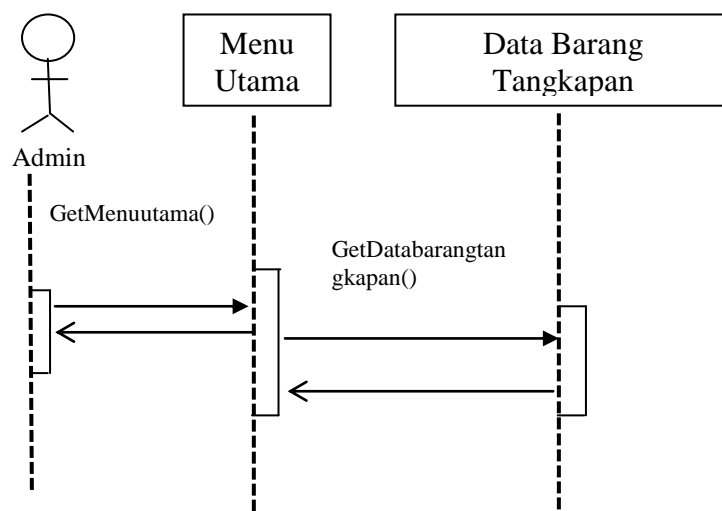 Menu
Utama
Data Barang
Tangkapan
Admin
GetMenuutama()
GetDatabarangtan
gkapan()